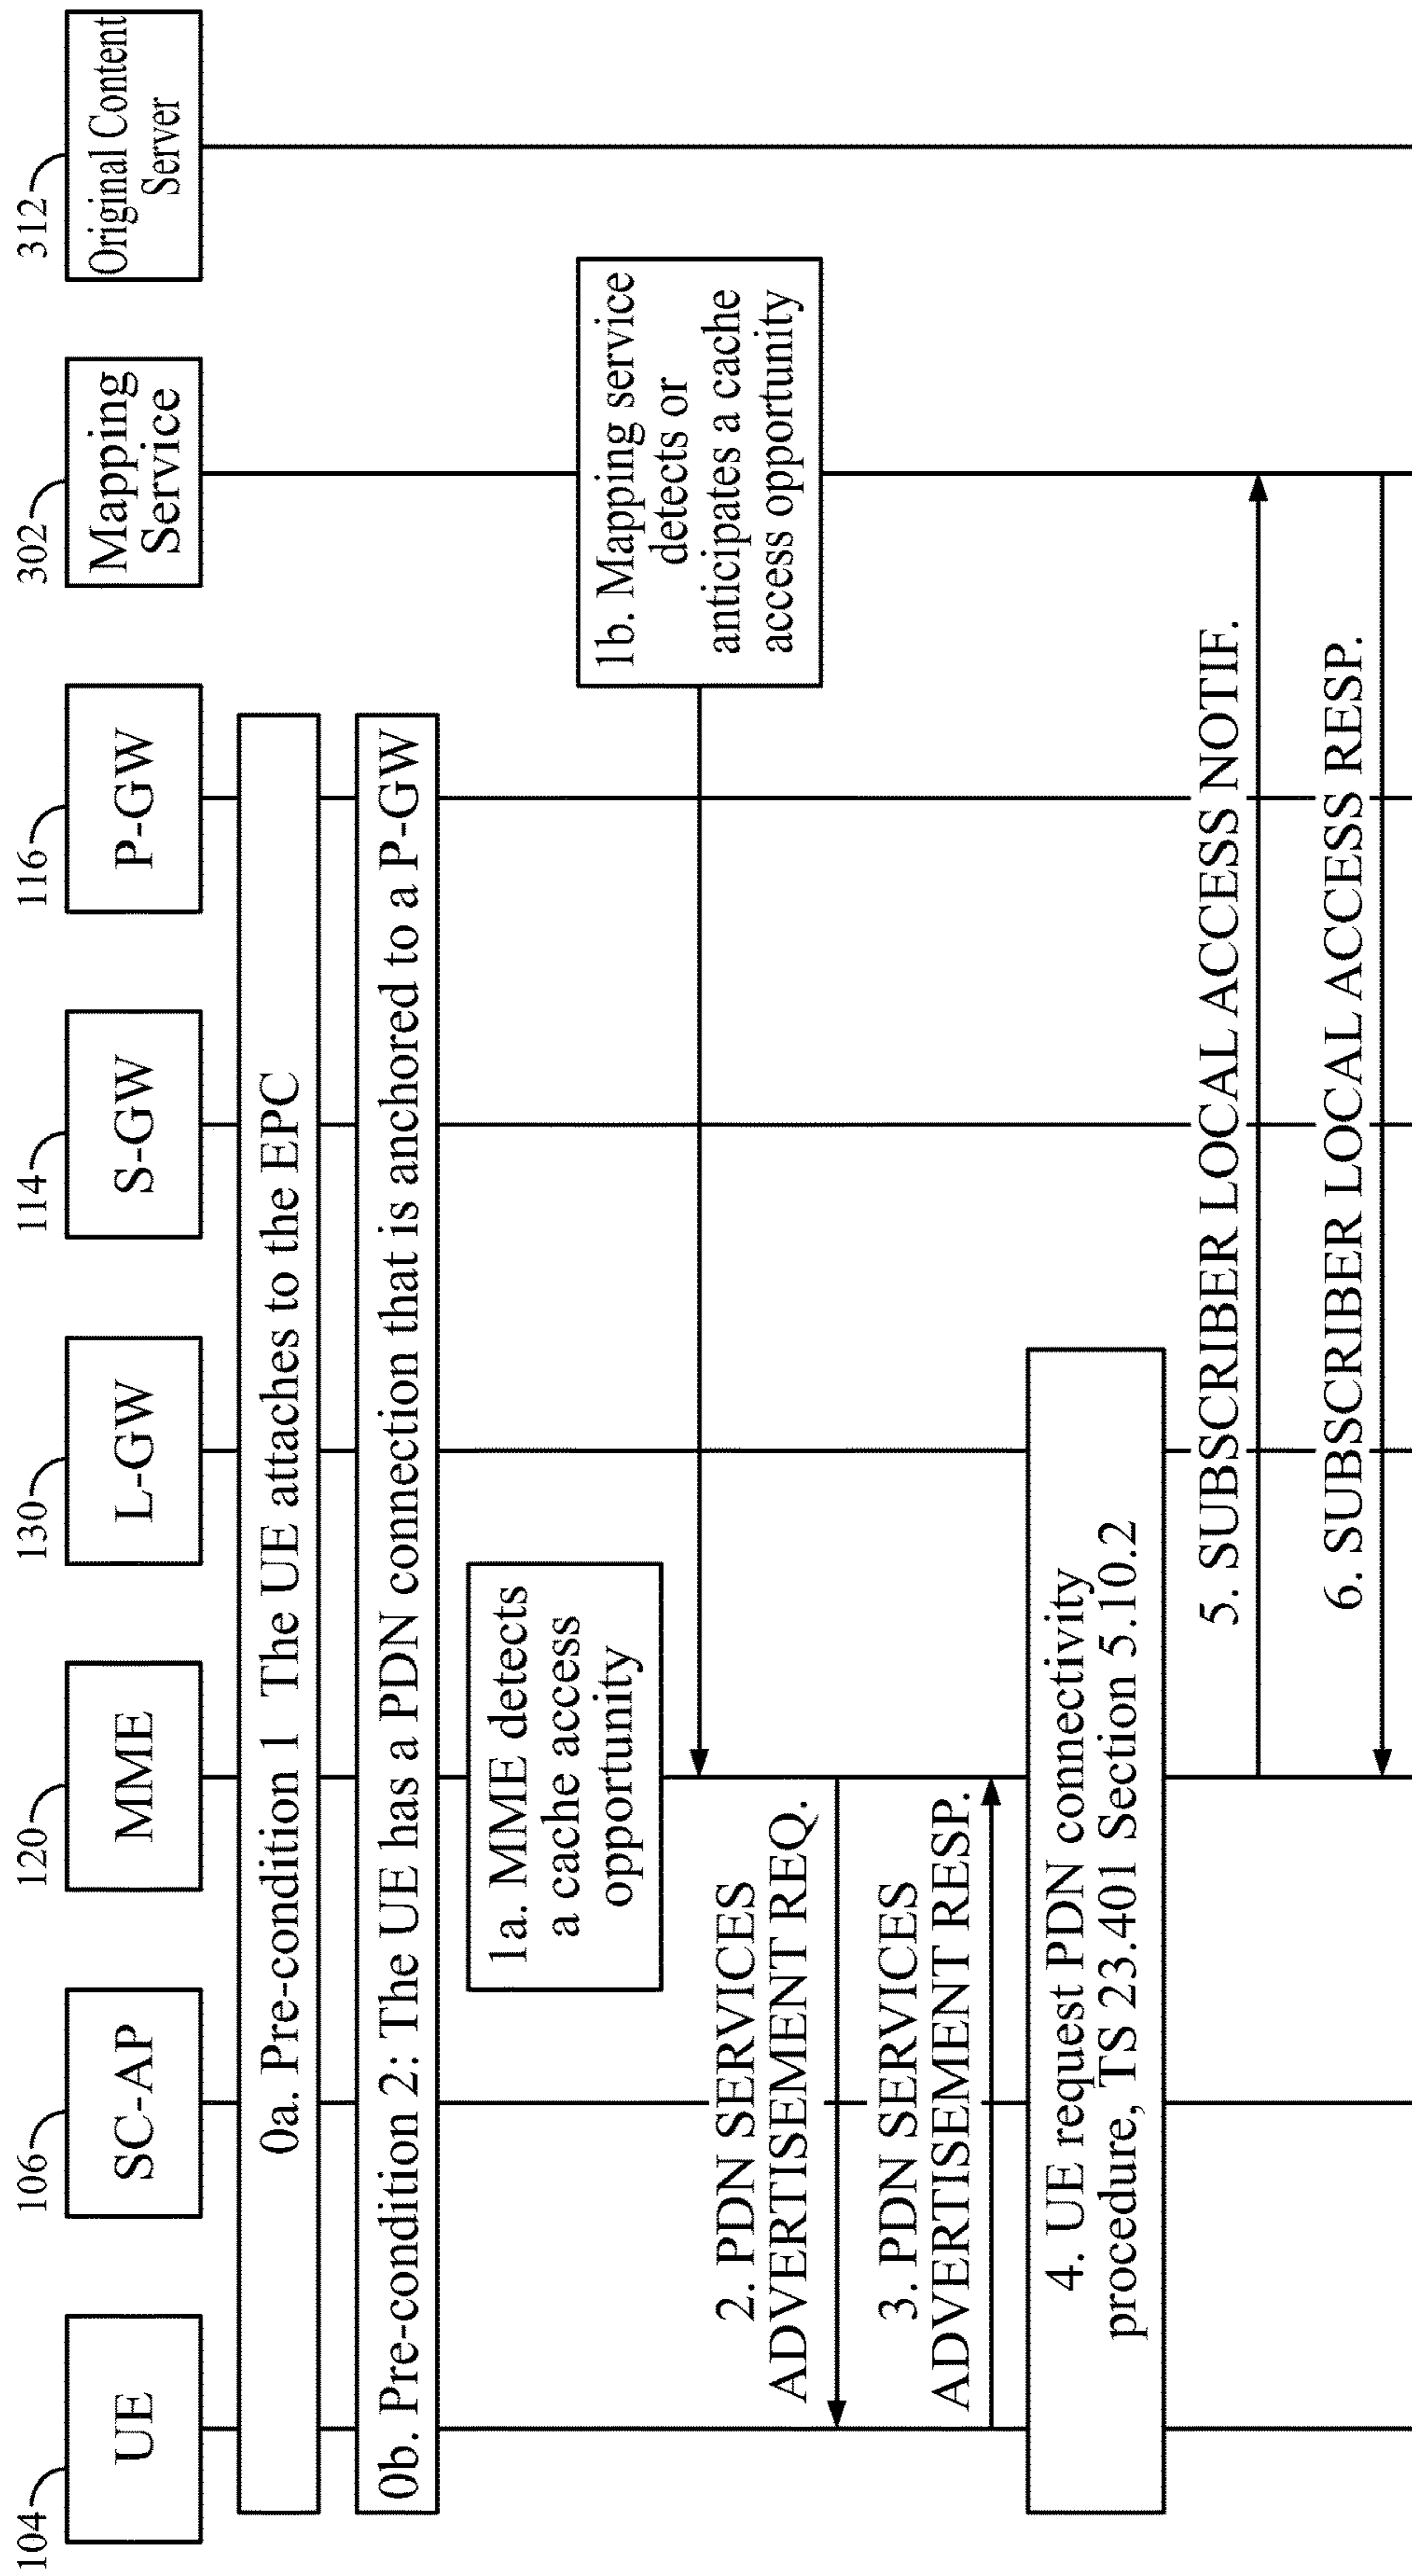 104
106
120
130
114
116
302
312
UE
SC-AP
MME
L-GW
S-GW
P-GW
Mapping
Service
Original Content
Server
0a. Pre-condition 1 The UE attaches to the EPC
0b. Pre-condition 2: The UE has a PDN connection that is anchored to a P-GW
1a. MME detects
a cache access
opportunity
1b. Mapping service
detects or
anticipates a cache
access opportunity
2. PDN SERVICES
ADVERTISEMENT REQ.
3. PDN SERVICES
ADVERTISEMENT RESP.
4. UE request PDN connectivity
procedure, TS 23.401 Section 5.10.2
5. SUBSCRIBER LOCAL ACCESS NOTIF.
6. SUBSCRIBER LOCAL ACCESS RESP.